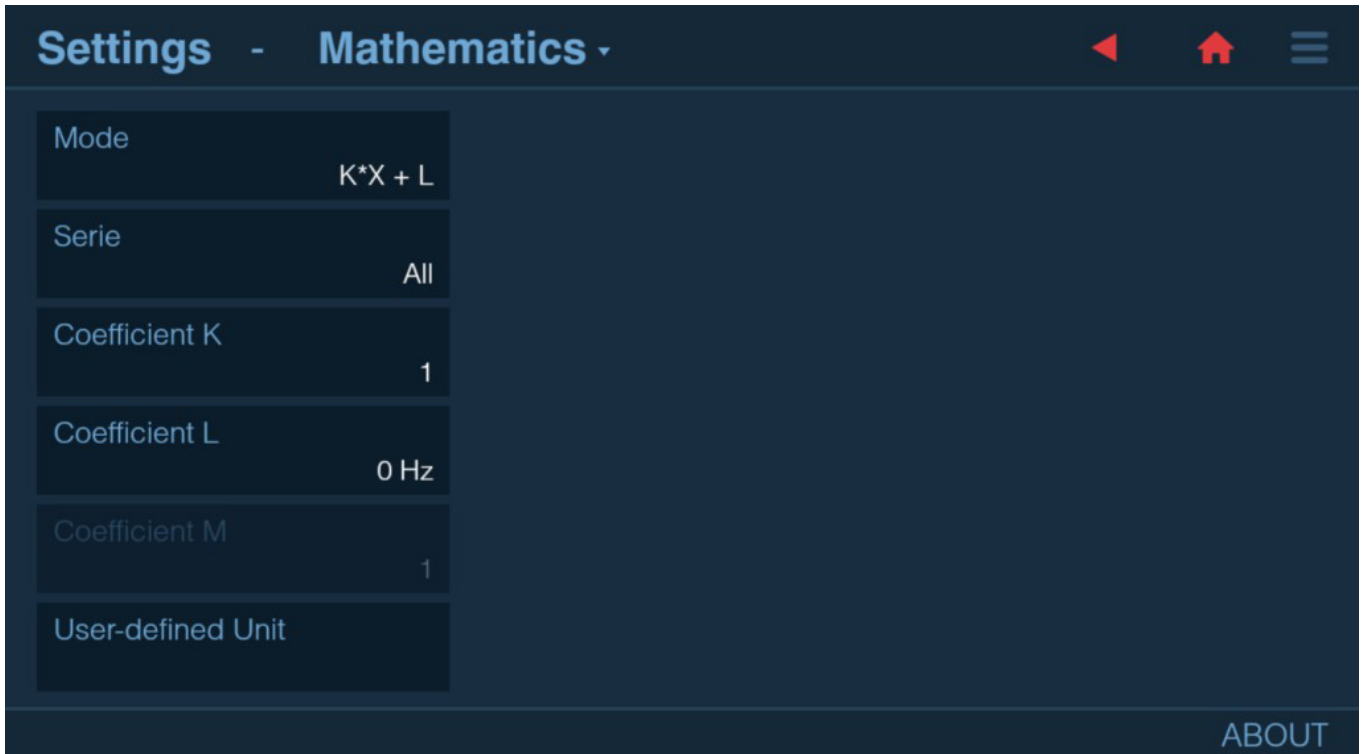 Settings - Mathematics
Mode
K*X + L
Serie
All
Coefficient K
1
Coefficient L
0 Hz
Coefficient M
1
User-defined Unit
ABOUT